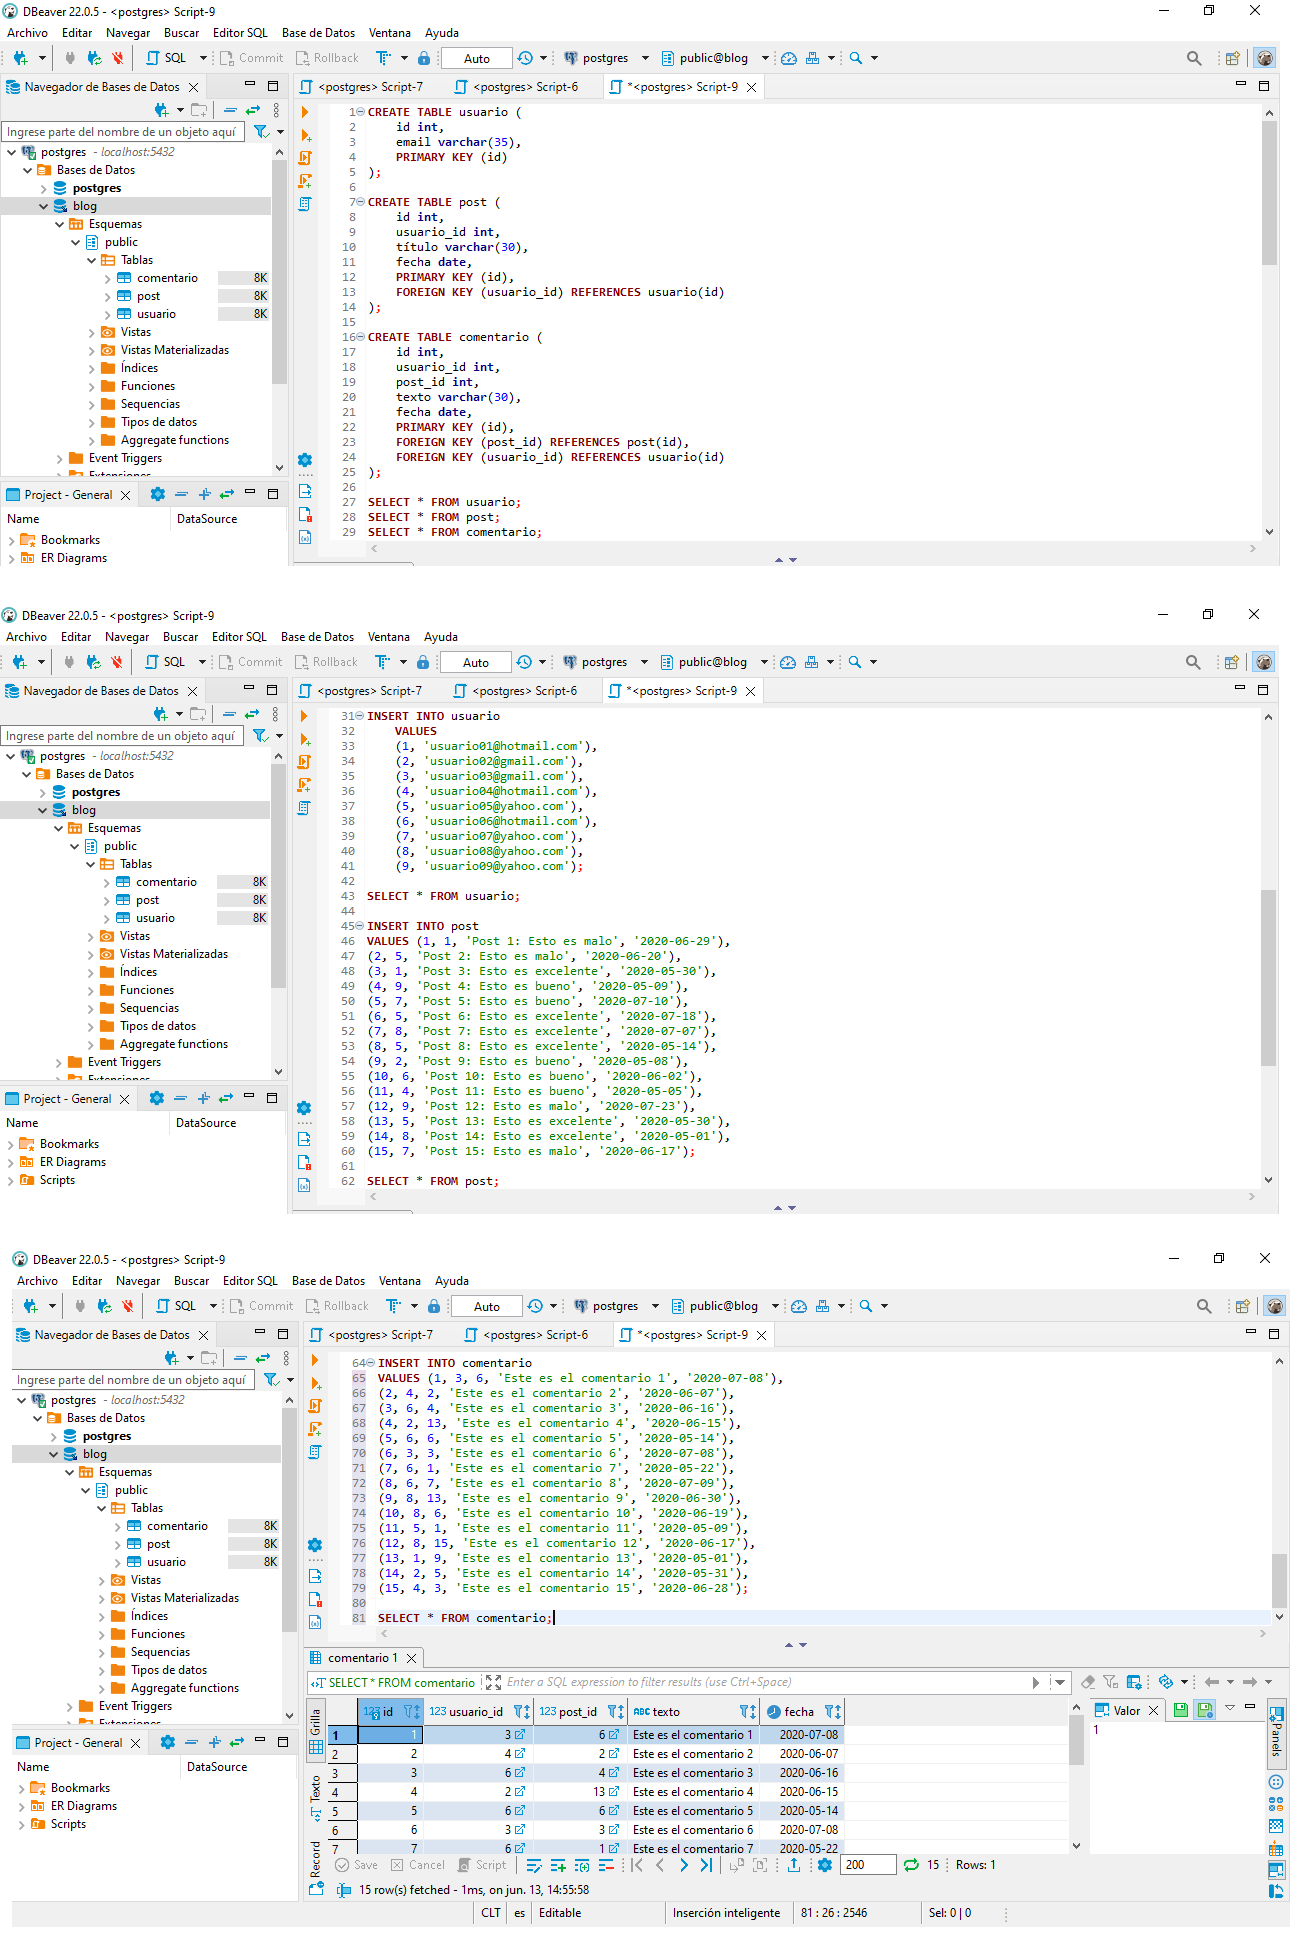 DBeaver 22.0.5 - <postgres> Script-9
Archivo Editar Navegar Buscar Editor SQL Base de Datos Ventana Ayuda
SQL Commit Rollback Auto postgres public@blog
Navegador de Bases de Datos
<postgres> Script-7 <postgres> Script-6 *<postgres> Script-9
Ingrese parte del nombre de un objeto aquí
postgres - localhost:5432
Bases de Datos
postgres
blog
Esquemas
public
Tablas
comentario 8K
post 8K
usuario 8K
Vistas
Vistas Materializadas
Índices
Funciones
Sequencias
Tipos de datos
Aggregate functions
Event Triggers
Extensiones
Project - General
Name DataSource
Bookmarks
ER Diagrams
1 CREATE TABLE usuario (
2 id int,
3 email varchar(35),
4 PRIMARY KEY (id)
5 );
6
7 CREATE TABLE post (
8 id int,
9 usuario_id int,
10 título varchar(30),
11 fecha date,
12 PRIMARY KEY (id),
13 FOREIGN KEY (usuario_id) REFERENCES usuario(id)
14 );
15
16 CREATE TABLE comentario (
17 id int,
18 usuario_id int,
19 post_id int,
20 texto varchar(30),
21 fecha date,
22 PRIMARY KEY (id),
23 FOREIGN KEY (post_id) REFERENCES post(id),
24 FOREIGN KEY (usuario_id) REFERENCES usuario(id)
25 );
26
27 SELECT * FROM usuario;
28 SELECT * FROM post;
29 SELECT * FROM comentario;
DBeaver 22.0.5 - <postgres> Script-9
Archivo Editar Navegar Buscar Editor SQL Base de Datos Ventana Ayuda
SQL Commit Rollback Auto postgres public@blog
Navegador de Bases de Datos
<postgres> Script-7 <postgres> Script-6 *<postgres> Script-9
Ingrese parte del nombre de un objeto aquí
postgres - localhost:5432
Bases de Datos
postgres
blog
Esquemas
public
Tablas
comentario 8K
post 8K
usuario 8K
Vistas
Vistas Materializadas
Índices
Funciones
Sequencias
Tipos de datos
Aggregate functions
Event Triggers
Extensiones
Project - General
Name DataSource
Bookmarks
ER Diagrams
Scripts
31 INSERT INTO usuario
32 VALUES
33 (1, 'usuario01@hotmail.com'),
34 (2, 'usuario02@gmail.com'),
35 (3, 'usuario03@gmail.com'),
36 (4, 'usuario04@hotmail.com'),
37 (5, 'usuario05@yahoo.com'),
38 (6, 'usuario06@hotmail.com'),
39 (7, 'usuario07@yahoo.com'),
40 (8, 'usuario08@yahoo.com'),
41 (9, 'usuario09@yahoo.com');
42
43 SELECT * FROM usuario;
44
45 INSERT INTO post
46 VALUES (1, 1, 'Post 1: Esto es malo', '2020-06-29'),
47 (2, 5, 'Post 2: Esto es malo', '2020-06-20'),
48 (3, 1, 'Post 3: Esto es excelente', '2020-05-30'),
49 (4, 9, 'Post 4: Esto es bueno', '2020-05-09'),
50 (5, 7, 'Post 5: Esto es bueno', '2020-07-10'),
51 (6, 5, 'Post 6: Esto es excelente', '2020-07-18'),
52 (7, 8, 'Post 7: Esto es excelente', '2020-07-07'),
53 (8, 5, 'Post 8: Esto es excelente', '2020-05-14'),
54 (9, 2, 'Post 9: Esto es bueno', '2020-05-08'),
55 (10, 6, 'Post 10: Esto es bueno', '2020-06-02'),
56 (11, 4, 'Post 11: Esto es bueno', '2020-05-05'),
57 (12, 9, 'Post 12: Esto es malo', '2020-07-23'),
58 (13, 5, 'Post 13: Esto es excelente', '2020-05-30'),
59 (14, 8, 'Post 14: Esto es excelente', '2020-05-01'),
60 (15, 7, 'Post 15: Esto es malo', '2020-06-17');
61
62 SELECT * FROM post;
DBeaver 22.0.5 - <postgres> Script-9
Archivo Editar Navegar Buscar Editor SQL Base de Datos Ventana Ayuda
SQL Commit Rollback Auto postgres public@blog
Navegador de Bases de Datos
<postgres> Script-7 <postgres> Script-6 *<postgres> Script-9
Ingrese parte del nombre de un objeto aquí
postgres - localhost:5432
Bases de Datos
postgres
blog
Esquemas
public
Tablas
comentario 8K
post 8K
usuario 8K
Vistas
Vistas Materializadas
Índices
Funciones
Sequencias
Tipos de datos
Aggregate functions
Event Triggers
Extensiones
Project - General
Name DataSource
Bookmarks
ER Diagrams
Scripts
64 INSERT INTO comentario
65 VALUES (1, 3, 6, 'Este es el comentario 1', '2020-07-08'),
66 (2, 4, 2, 'Este es el comentario 2', '2020-06-07'),
67 (3, 6, 4, 'Este es el comentario 3', '2020-06-16'),
68 (4, 2, 13, 'Este es el comentario 4', '2020-06-15'),
69 (5, 6, 6, 'Este es el comentario 5', '2020-05-14'),
70 (6, 3, 3, 'Este es el comentario 6', '2020-07-08'),
71 (7, 6, 1, 'Este es el comentario 7', '2020-05-22'),
72 (8, 6, 7, 'Este es el comentario 8', '2020-07-09'),
73 (9, 8, 13, 'Este es el comentario 9', '2020-06-30'),
74 (10, 8, 6, 'Este es el comentario 10', '2020-06-19'),
75 (11, 5, 1, 'Este es el comentario 11', '2020-05-09'),
76 (12, 8, 15, 'Este es el comentario 12', '2020-06-17'),
77 (13, 1, 9, 'Este es el comentario 13', '2020-05-01'),
78 (14, 2, 5, 'Este es el comentario 14', '2020-05-31'),
79 (15, 4, 3, 'Este es el comentario 15', '2020-06-28');
80
81 SELECT * FROM comentario;
comentario 1
SELECT * FROM comentario Enter a SQL expression to filter results (use Ctrl+Space)
Grilla
Texto
Record
123 id 123 usuario_id 123 post_id ABC texto fecha
1 1 3 6 Este es el comentario 1 2020-07-08
2 2 4 2 Este es el comentario 2 2020-06-07
3 3 6 4 Este es el comentario 3 2020-06-16
4 4 2 13 Este es el comentario 4 2020-06-15
5 5 6 6 Este es el comentario 5 2020-05-14
6 6 3 3 Este es el comentario 6 2020-07-08
7 7 6 1 Este es el comentario 7 2020-05-22
Valor
1
Panels
Save Cancel Script 200 15 Rows: 1
15 row(s) fetched - 1ms, on jun. 13, 14:55:58
CLT es Editable Inserción inteligente 81 : 26 : 2546 Sel: 0 | 0